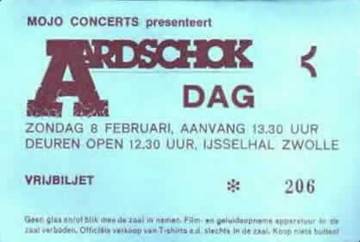 MOJO CONCERTS presenteert
AARDSCHOK
DAG
ZONDAG 8 FEBRUARI, AANVANG 13.30 UUR
DEUREN OPEN 12.30 UUR, IJSSELHAL ZWOLLE
VRIJBILJET * 206
Geen glas en/of blik mee de zaal in nemen. Film- en geluidsopname apparatuur in de
zaal verboden. Officiële verkoop van T-shirts e.d. slechts in de zaal. Koop niets buiten!